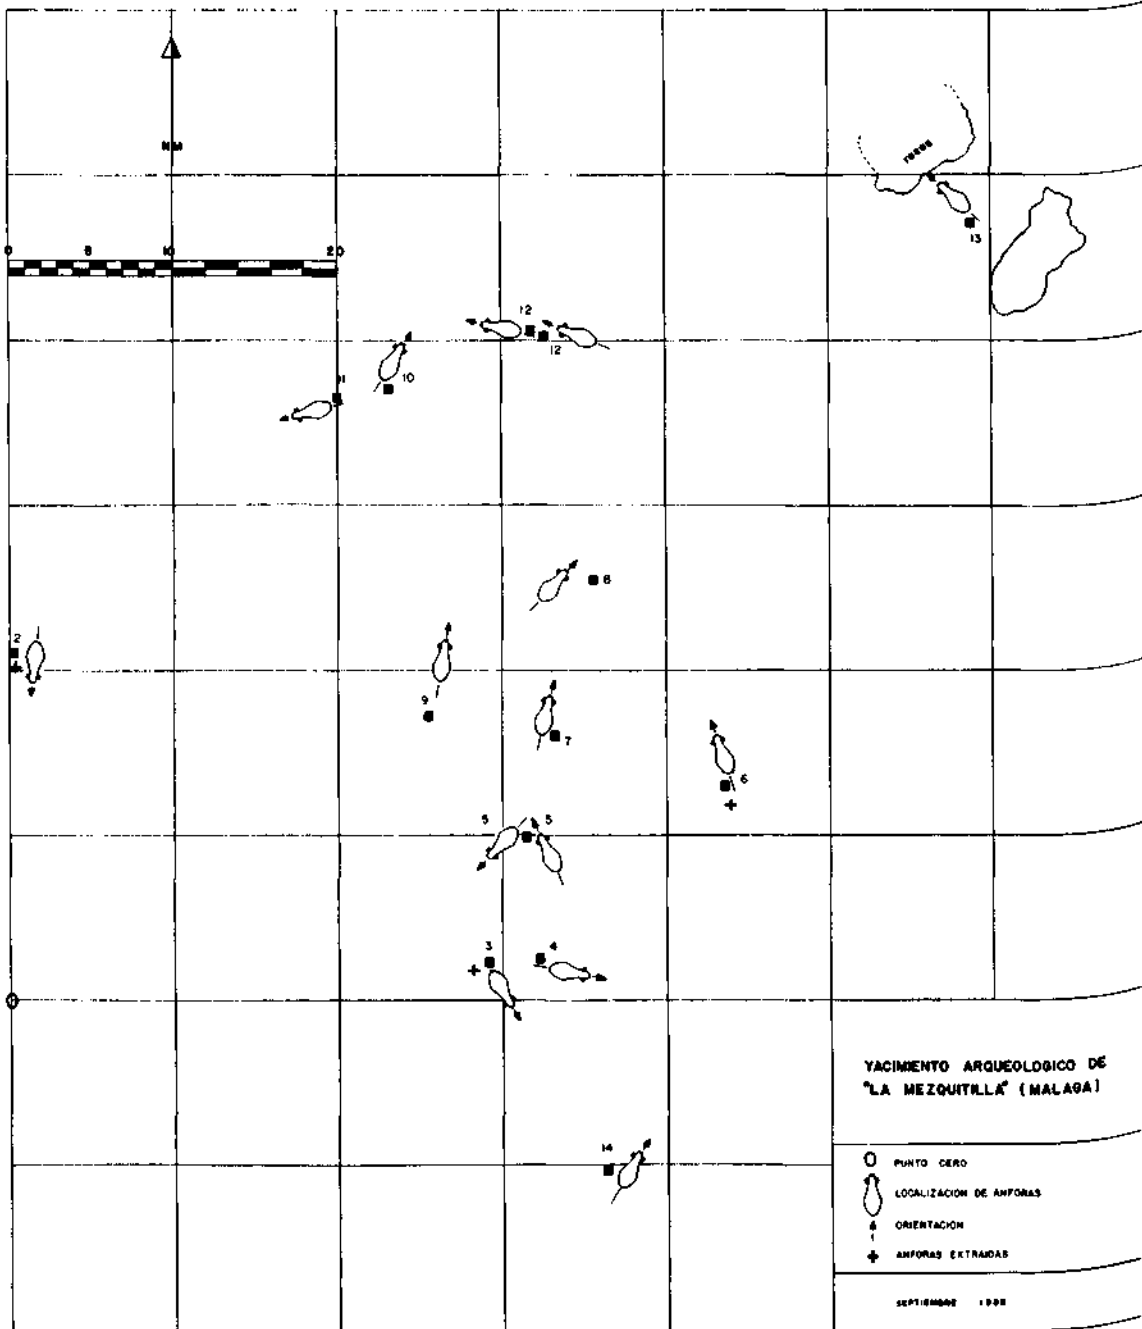 NM
0 5 10 20
13
12
12
11
10
8
2
9
7
6
5 5
3 4
14
YACIMIENTO ARQUEOLOGICO DE
"LA MEZQUITILLA" (MALAGA)
PUNTO CERO
LOCALIZACION DE ANFORAS
ORIENTACION
ANFORAS EXTRAIDAS
SEPTIEMBRE